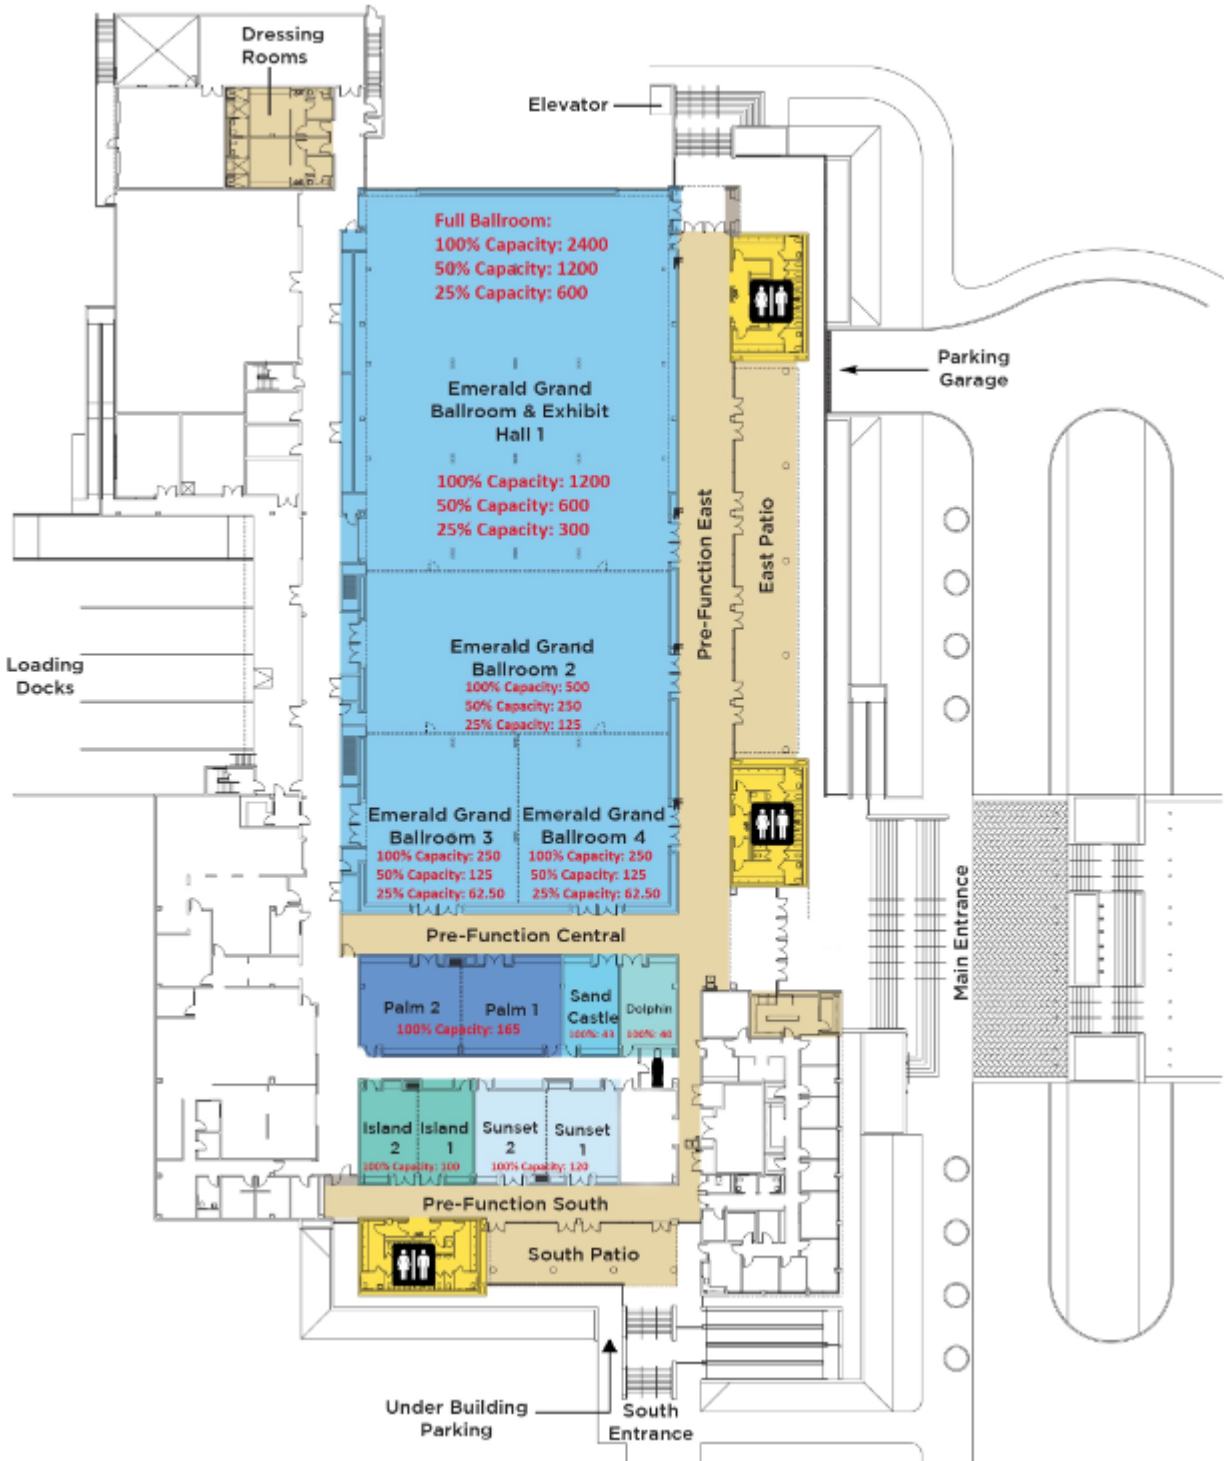 Dressing
Rooms
Elevator
Full Ballroom:
100% Capacity: 2400
50% Capacity: 1200
25% Capacity: 600
Parking
Garage
Emerald Grand
Ballroom & Exhibit
Hall 1
100% Capacity: 1200
50% Capacity: 600
25% Capacity: 300
Pre-Function East
East Patio
Loading
Docks
Emerald Grand
Ballroom 2
100% Capacity: 500
50% Capacity: 250
25% Capacity: 125
Emerald Grand
Ballroom 3
100% Capacity: 250
50% Capacity: 125
25% Capacity: 62.50
Emerald Grand
Ballroom 4
100% Capacity: 250
50% Capacity: 125
25% Capacity: 62.50
Main Entrance
Pre-Function Central
Palm 2
Palm 1
100% Capacity: 165
Sand
Castle
100%: 43
Dolphin
100%: 40
Island
2
Island
1
100% Capacity: 100
Sunset
2
Sunset
1
100% Capacity: 120
Pre-Function South
South Patio
Under Building
Parking
South
Entrance